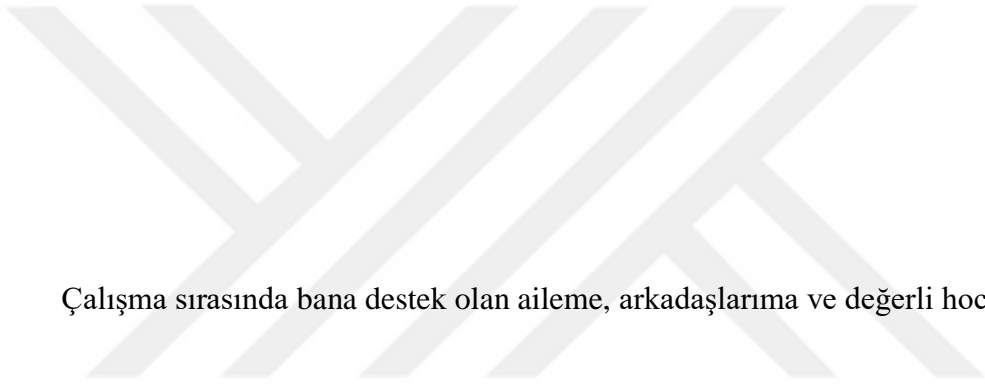 Çalışma sırasında bana destek olan aileme, arkadaşlarıma ve değerli hoc